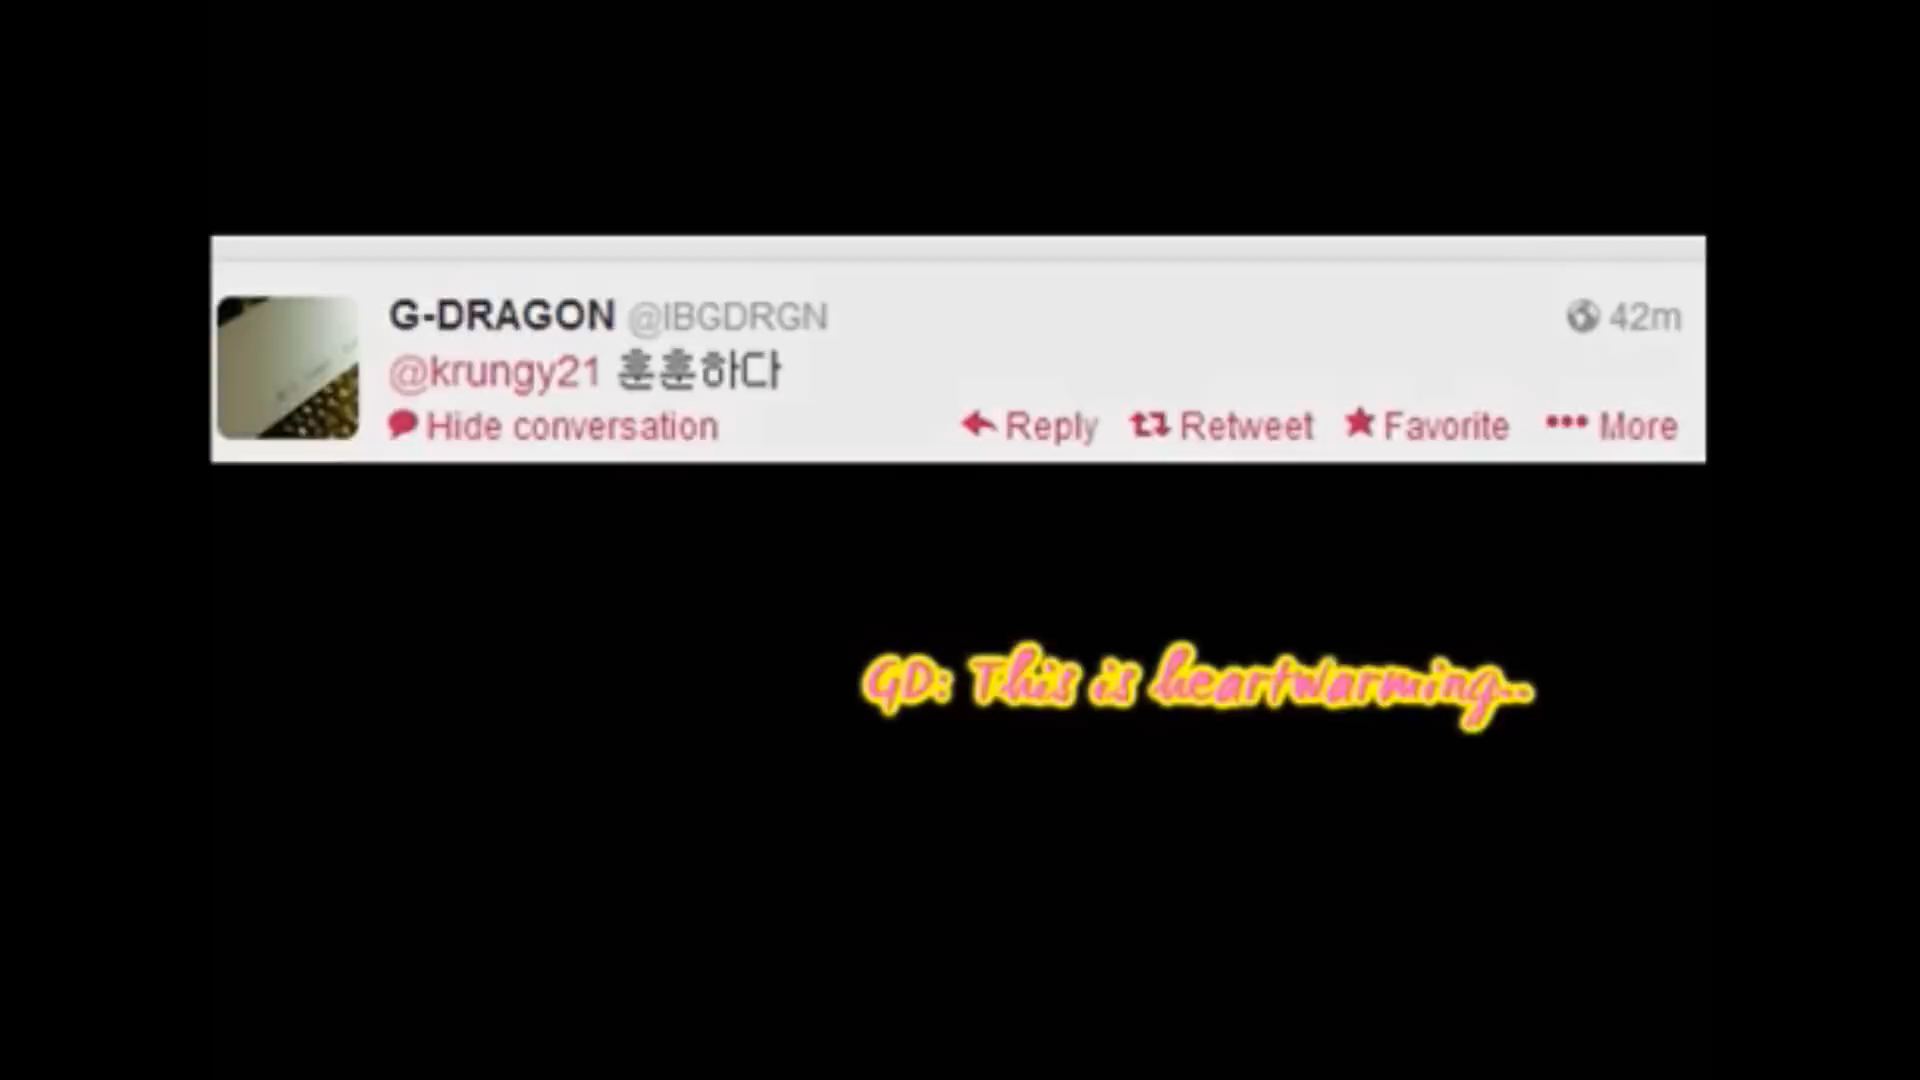 G-DRAGON @IBGDRGN 42m
@krungy21 훈훈하다
Hide conversation Reply Retweet Favorite More
GD: This is heartwarming...